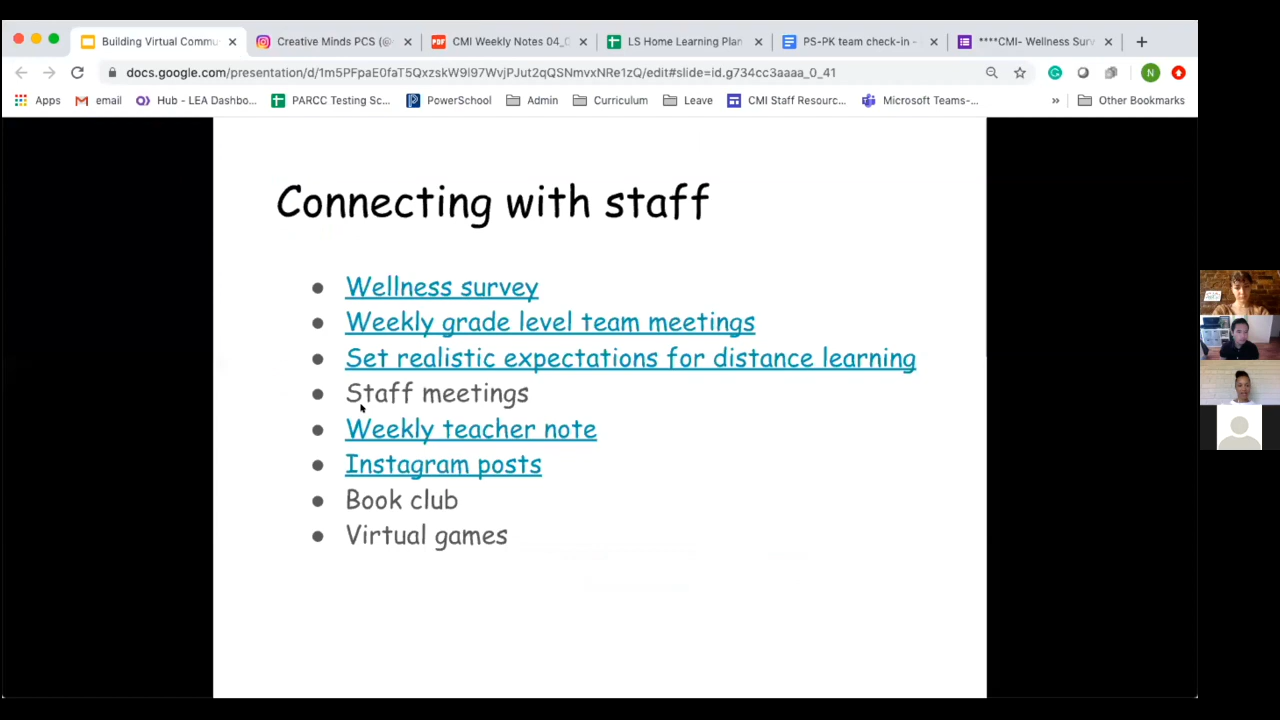 Building Virtual Commu
Creative Minds PCS (@
CMI Weekly Notes 04_
LS Home Learning Plan
PS-PK team check-in -
****CMI- Wellness Surv
docs.google.com/presentation/d/1m5PFpaE0faT5QxzskW9l97WvjPJut2qQSNmvxNRe1zQ/edit#slide=id.g734cc3aaaa_0_41
N
Apps
email
Hub - LEA Dashbo...
PARCC Testing Sc...
PowerSchool
Admin
Curriculum
Leave
CMI Staff Resourc...
Microsoft Teams-...
»
Other Bookmarks
Connecting with staff
● Wellness survey
● Weekly grade level team meetings
● Set realistic expectations for distance learning
● Staff meetings
● Weekly teacher note
● Instagram posts
● Book club
● Virtual games